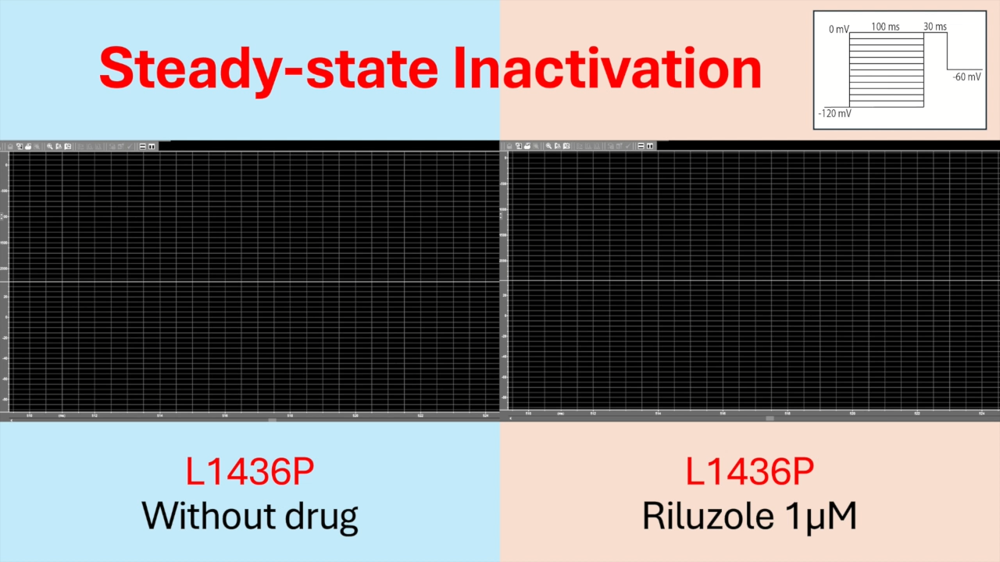 Steady-state Inactivation
0 mV
100 ms
30 ms
-60 mV
-120 mV
L1436P
Without drug
L1436P
Riluzole 1µM